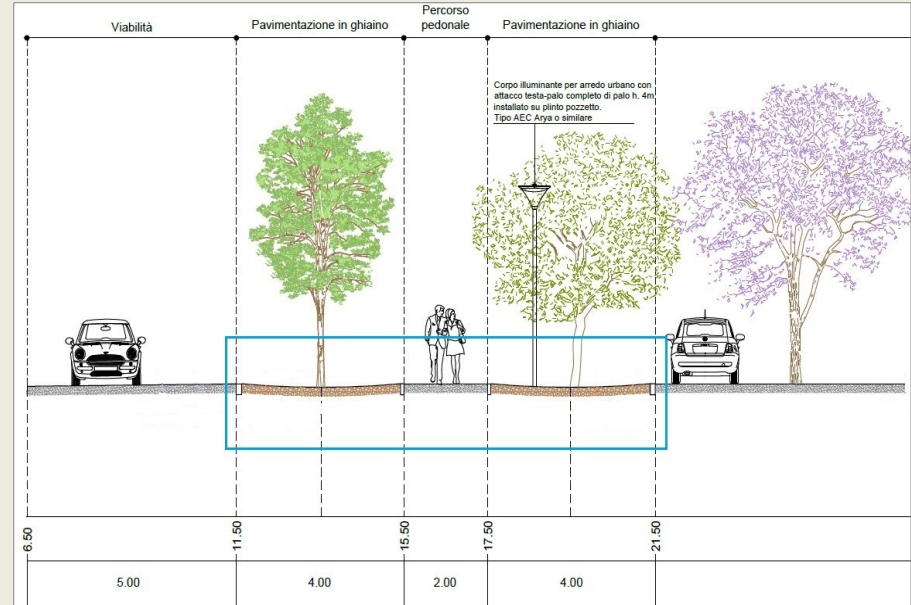 Viabilità
Pavimentazione in ghiaino
Percorso
pedonale
Pavimentazione in ghiaino
Corpo illuminante per arredo urbano con
attacco testa-palo completo di palo h. 4m
installato su plinto pozzetto.
Tipo AEC Arya o similare
6.50
11.50
15.50
17.50
21.50
5.00
4.00
2.00
4.00